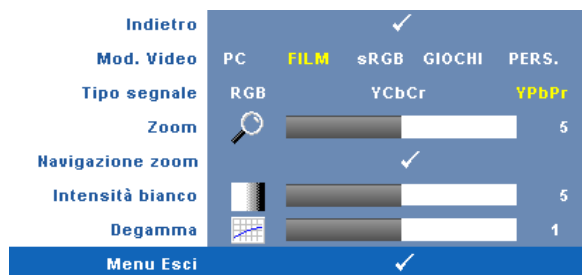 Indietro
Mod. Video PC FILM sRGB GIOCHI PERS.
Tipo segnale RGB YCbCr YPbPr
Zoom 5
Navigazione zoom
Intensità bianco 5
Degamma 1
Menu Esci